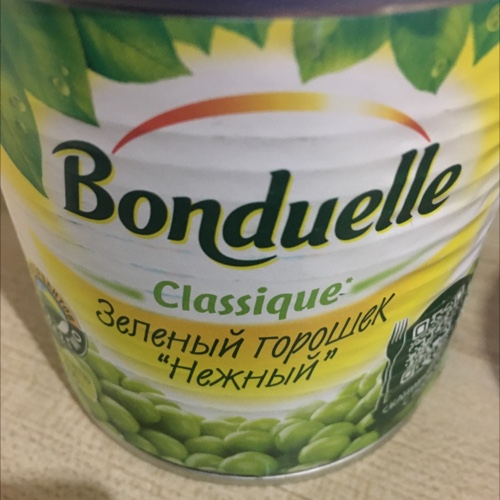 Bonduelle
Classique*
Зеленый горошек
"Нежный"